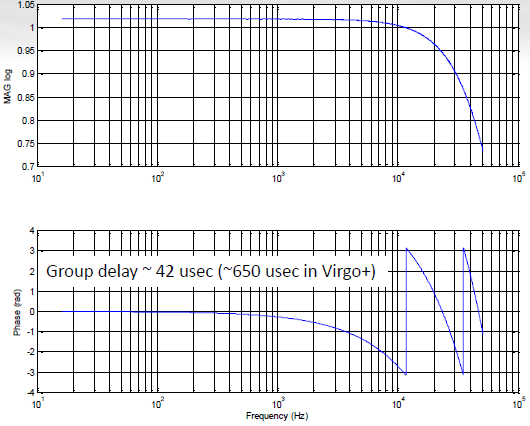 1.05
1
0.95
0.9
0.85
0.8
0.75
0.7
MAG log
10^1 10^2 10^3 10^4 10^5
4
3
2
1
0
-1
-2
-3
-4
Group delay ~ 42 usec (~650 usec in Virgo+)
Phase (rad)
10^1 10^2 10^3 10^4 10^5
Frequency (Hz)